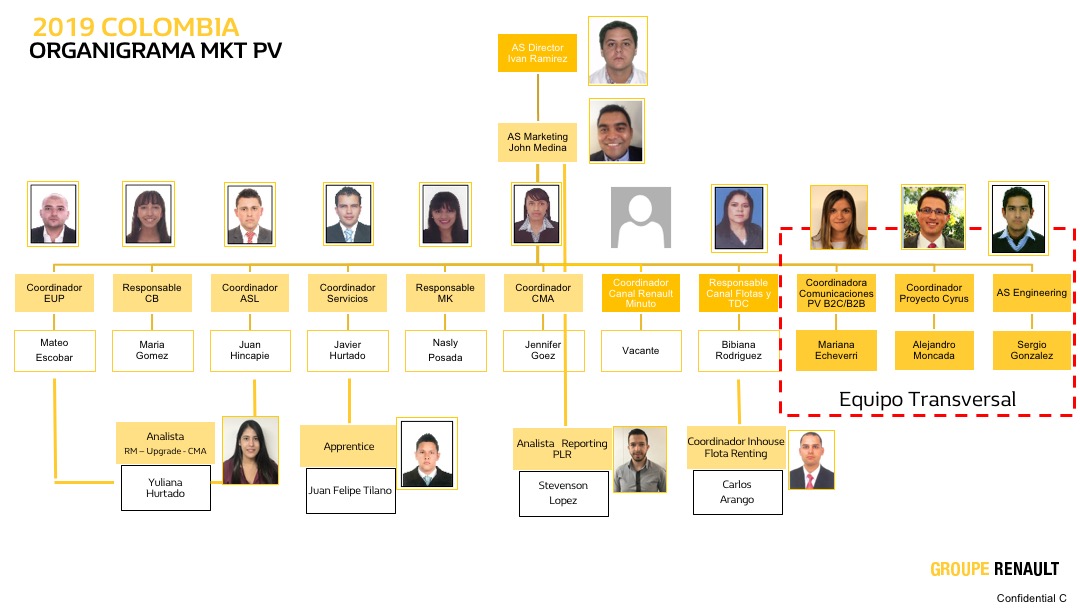 2019 COLOMBIA
ORGANIGRAMA MKT PV
AS Director
Ivan Ramirez
AS Marketing
John Medina
Coordinador
EUP
Responsable
CB
Coordinador
ASL
Coordinador
Servicios
Responsable
MK
Coordinador
CMA
Coordinador
Canal Renault
Minuto
Responsable
Canal Flotas y
TDC
Coordinadora
Comunicaciones
PV B2C/B2B
Coordinador
Proyecto Cyrus
AS Engineering
Mateo
Escobar
Maria
Gomez
Juan
Hincapie
Javier
Hurtado
Nasly
Posada
Jennifer
Goez
Vacante
Bibiana
Rodriguez
Mariana
Echeverri
Alejandro
Moncada
Sergio
Gonzalez
Equipo Transversal
Analista
RM – Upgrade - CMA
Yuliana
Hurtado
Apprentice
Juan Felipe Tilano
Analista Reporting
PLR
Stevenson
Lopez
Coordinador Inhouse
Flota Renting
Carlos
Arango
GROUPE RENAULT
Confidential C